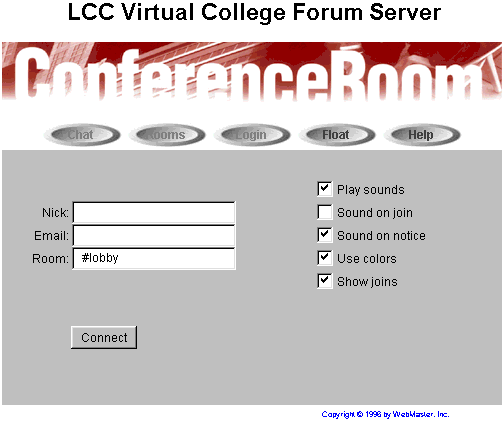 LCC Virtual College Forum Server
ConferenceRoom
Chat Rooms Login Float Help
Nick:
Email:
Room: #lobby
Play sounds
Sound on join
Sound on notice
Use colors
Show joins
Connect
Copyright © 1996 by WebMaster, Inc.